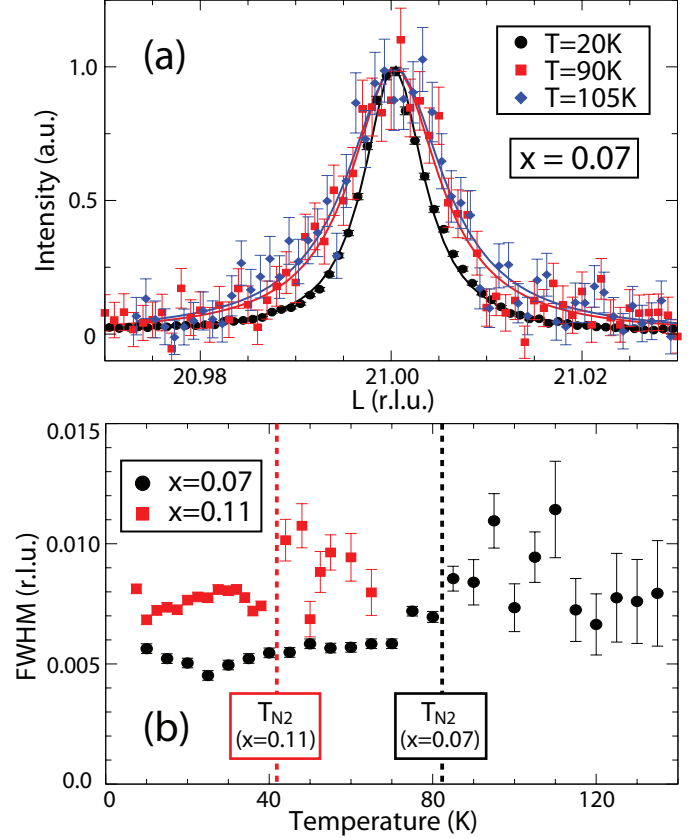 (a)
T=20K
T=90K
T=105K
x = 0.07
Intensity (a.u.)
1.0
0.5
0
20.98
21.00
21.02
L (r.l.u.)
0.015
x=0.07
x=0.11
0.010
FWHM (r.l.u.)
0.005
T_N2
(x=0.11)
T_N2
(x=0.07)
(b)
0.0
0
40
80
120
Temperature (K)